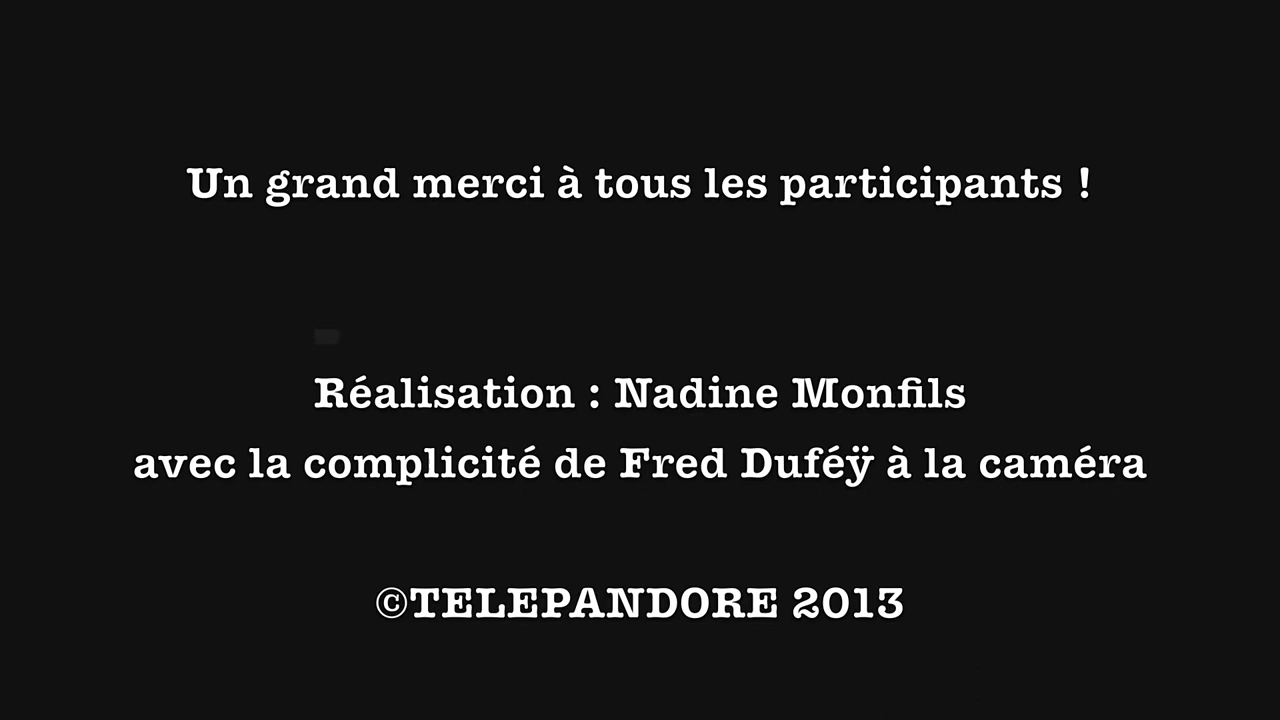 Un grand merci à tous les participants !
Réalisation : Nadine Monfils
avec la complicité de Fred Duféÿ à la caméra
©TELEPANDORE 2013